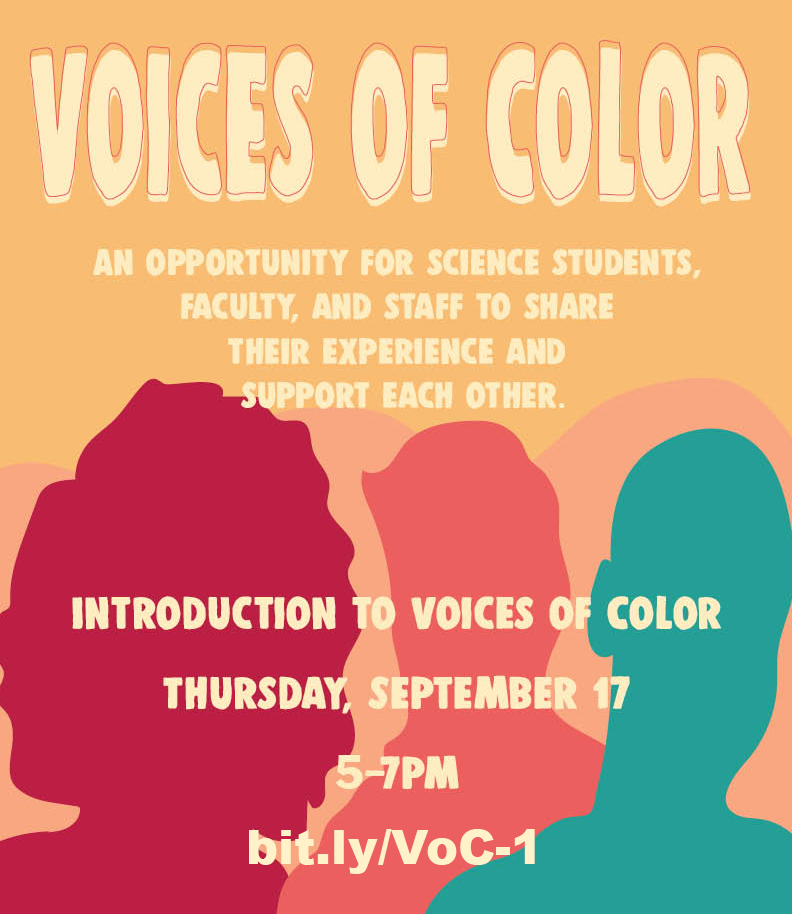 VOICES OF COLOR
AN OPPORTUNITY FOR SCIENCE STUDENTS,
FACULTY, AND STAFF TO SHARE
THEIR EXPERIENCE AND
SUPPORT EACH OTHER.
INTRODUCTION TO VOICES OF COLOR
THURSDAY, SEPTEMBER 17
5-7PM
bit.ly/VoC-1